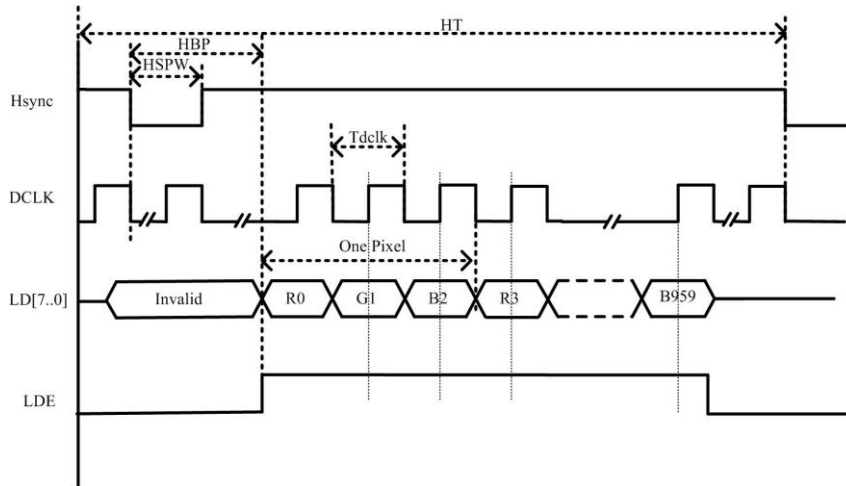 HT
HBP
HSPW
Hsync
Tdclk
DCLK
One Pixel
LD[7..0]
Invalid
R0
G1
B2
R3
B959
LDE